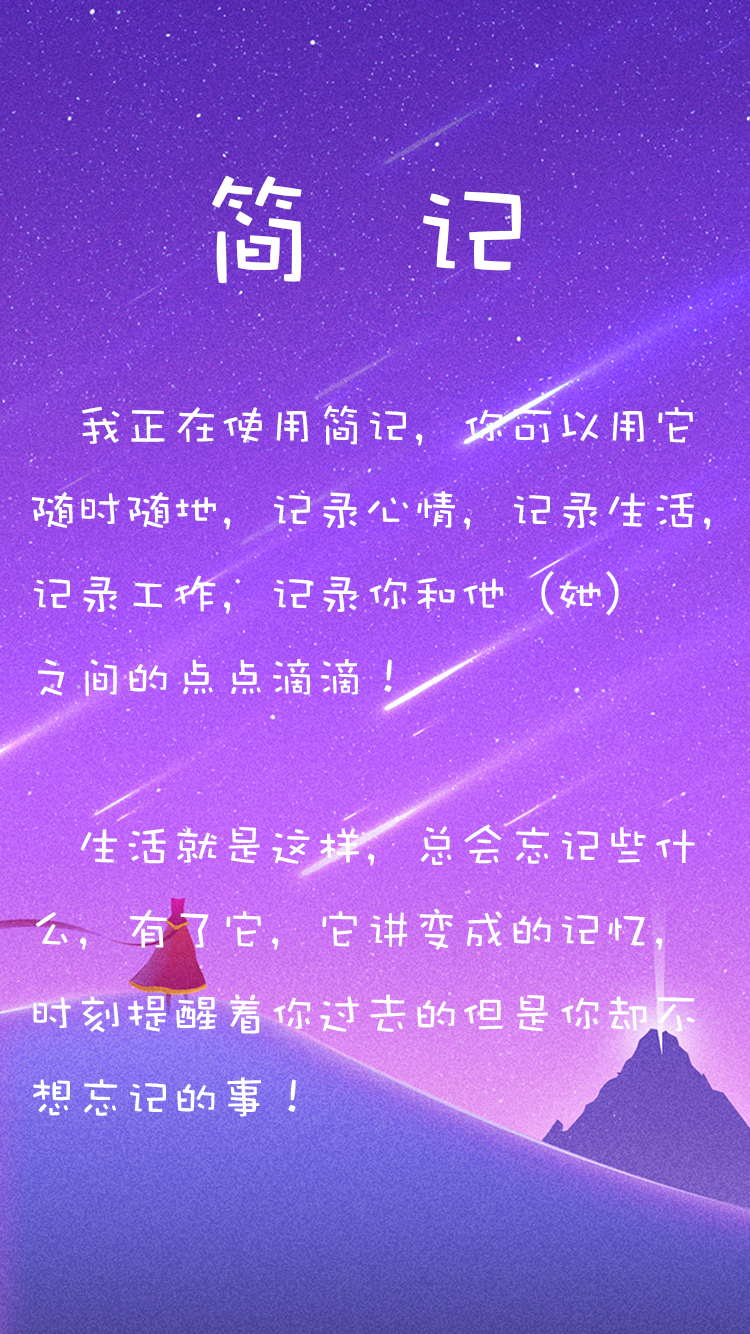 简 记
我正在使用简记，你可以用它
随时随地，记录心情，记录生活，
记录工作，记录你和他（她）
之间的点点滴滴！
生活就是这样，总会忘记些什
么，有了它，它讲变成的记忆，
时刻提醒着你过去的但是你却不
想忘记的事！